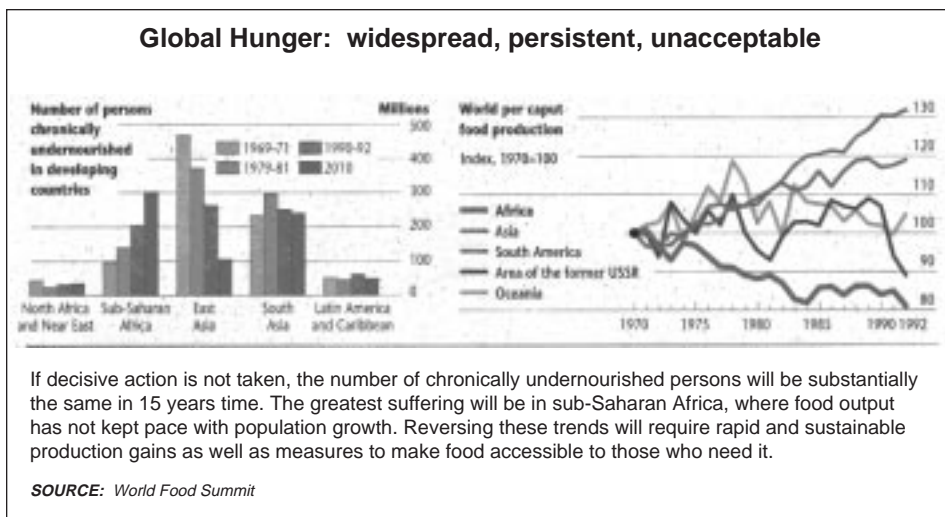 Global Hunger: widespread, persistent, unacceptable
Number of persons
chronically
undernourished
in developing
countries
Millions
1969-71
1979-81
1990-92
2010
500
400
300
200
100
0
North Africa
and Near East
Sub-Saharan
Africa
East
Asia
South
Asia
Latin America
and Caribbean
World per caput
food production
Index, 1970=100
Africa
Asia
South America
Area of the former USSR
Oceania
130
120
110
100
90
80
1970
1975
1980
1985
1990
1992
If decisive action is not taken, the number of chronically undernourished persons will be substantially
the same in 15 years time. The greatest suffering will be in sub-Saharan Africa, where food output
has not kept pace with population growth. Reversing these trends will require rapid and sustainable
production gains as well as measures to make food accessible to those who need it.
SOURCE: World Food Summit